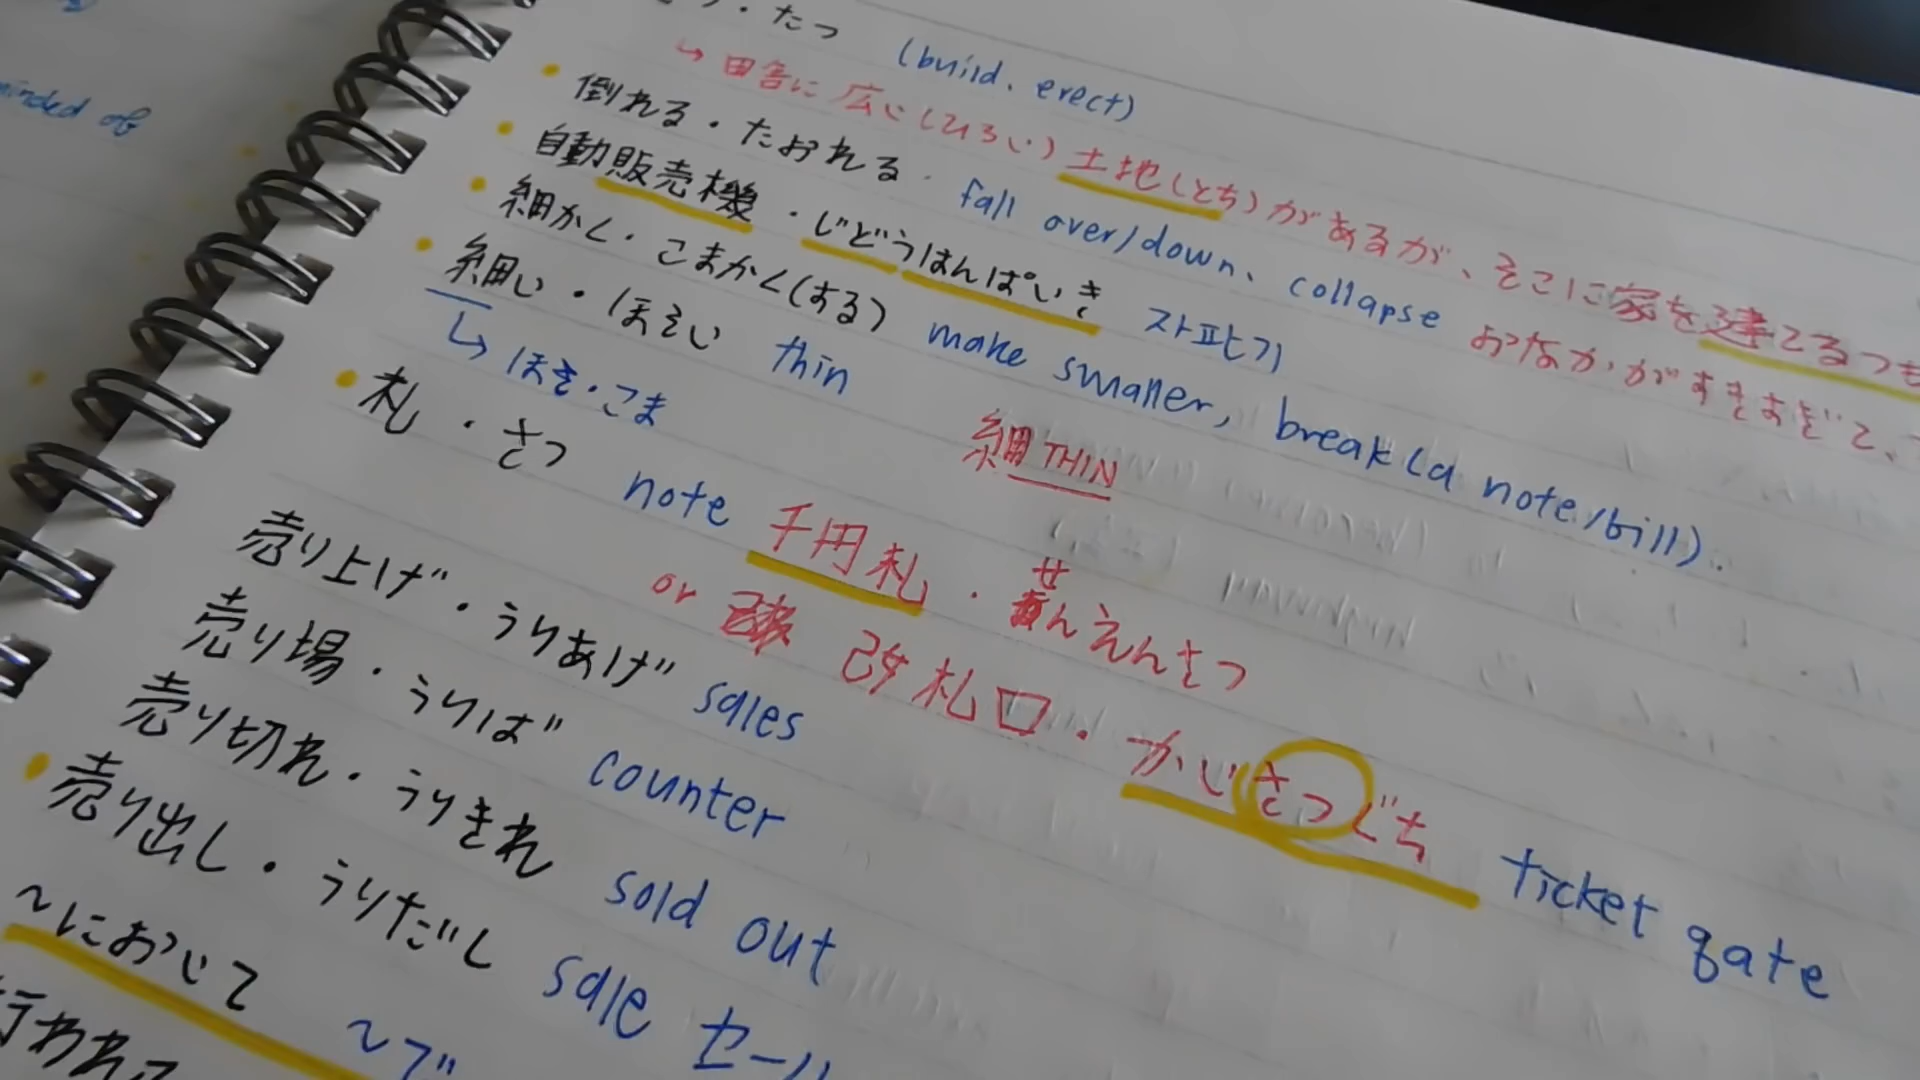 minded of
・たつ (build、erect)
↳ 田舎に広い(ひろい)土地(とち)があるが、そこに家を建てるつも
倒れる・たおれる fall over/down、collapse おなかがすきすぎて、
自動販売機・じどうはんばいき 자판기
細かく・こまかく(する) make smaller, break(a note/bill).
細い・ほそい thin
↳ ほそ・こま
細 THIN
札・さつ note 千円札・せんえんさつ
or 改札口・かいさつぐち ticket gate
売り上げ・うりあげ sales
売り場・うりば counter
売り切れ・うりきれ sold out
売り出し・うりだし sale セール
～において ～で
行われる